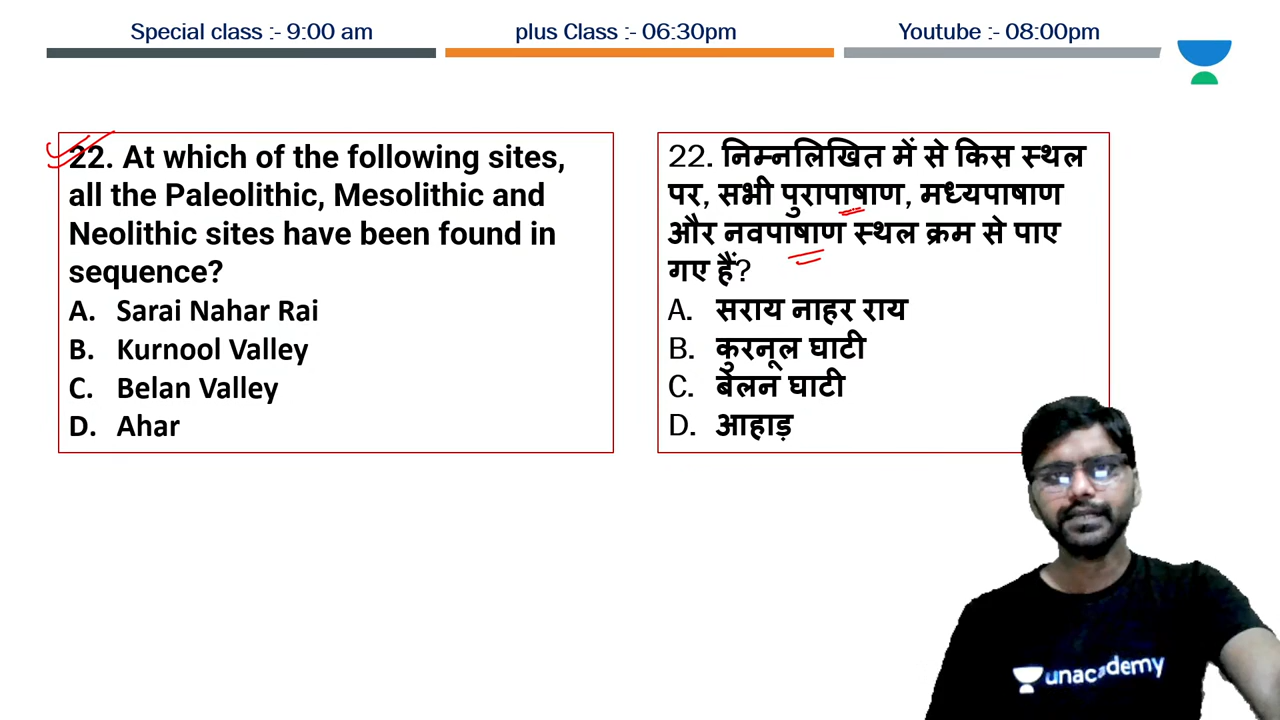 Special class :- 9:00 am
plus Class :- 06:30pm
Youtube :- 08:00pm
22. At which of the following sites,
all the Paleolithic, Mesolithic and
Neolithic sites have been found in
sequence?
A. Sarai Nahar Rai
B. Kurnool Valley
C. Belan Valley
D. Ahar
22. निम्नलिखित में से किस स्थल
पर, सभी पुरापाषाण, मध्यपाषाण
और नवपाषाण स्थल क्रम से पाए
गए हैं?
A. सराय नाहर राय
B. कुरनूल घाटी
C. बेलन घाटी
D. आहाड़
unacademy